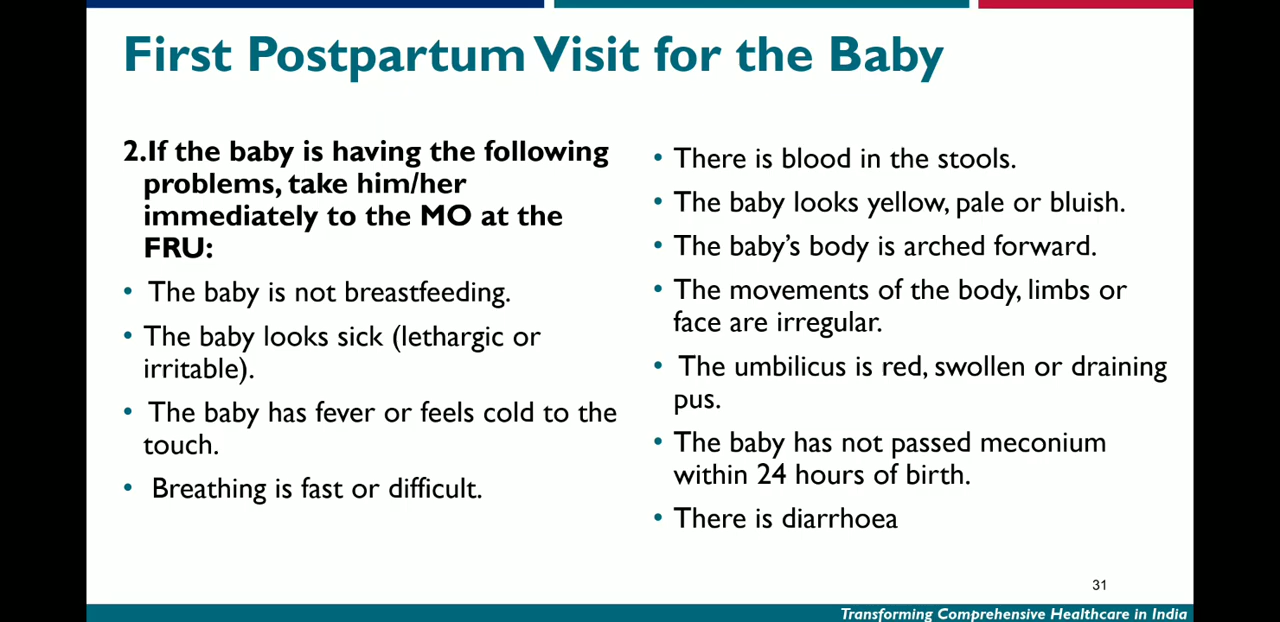 First Postpartum Visit for the Baby
2.If the baby is having the following
problems, take him/her
immediately to the MO at the
FRU:
• The baby is not breastfeeding.
• The baby looks sick (lethargic or
irritable).
• The baby has fever or feels cold to the
touch.
• Breathing is fast or difficult.
• There is blood in the stools.
• The baby looks yellow, pale or bluish.
• The baby's body is arched forward.
• The movements of the body, limbs or
face are irregular.
• The umbilicus is red, swollen or draining
pus.
• The baby has not passed meconium
within 24 hours of birth.
• There is diarrhoea
31
Transforming Comprehensive Healthcare in India